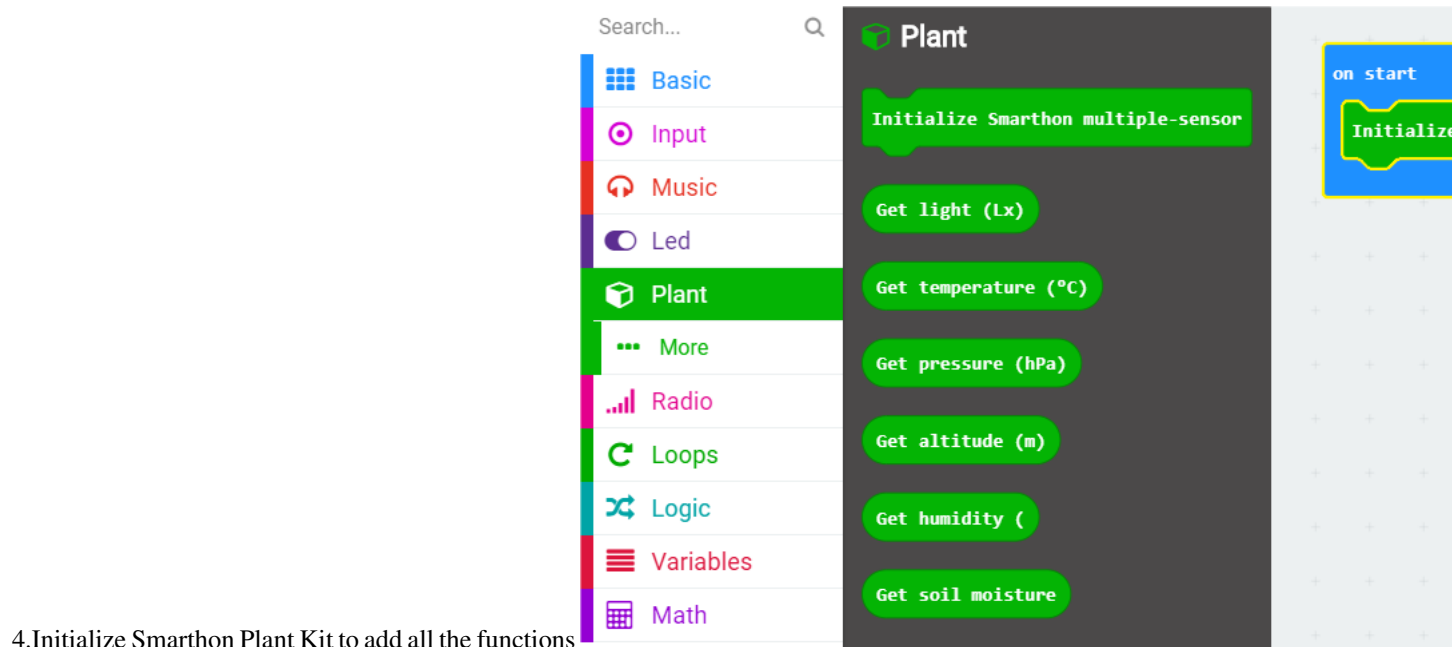 Search...
Basic
Input
Music
Led
Plant
More
Radio
Loops
Logic
Variables
Math
Plant
Initialize Smarthon multiple-sensor
Get light (Lx)
Get temperature (°C)
Get pressure (hPa)
Get altitude (m)
Get humidity (
Get soil moisture
on start
Initialize
4.Initialize Smarthon Plant Kit to add all the functions